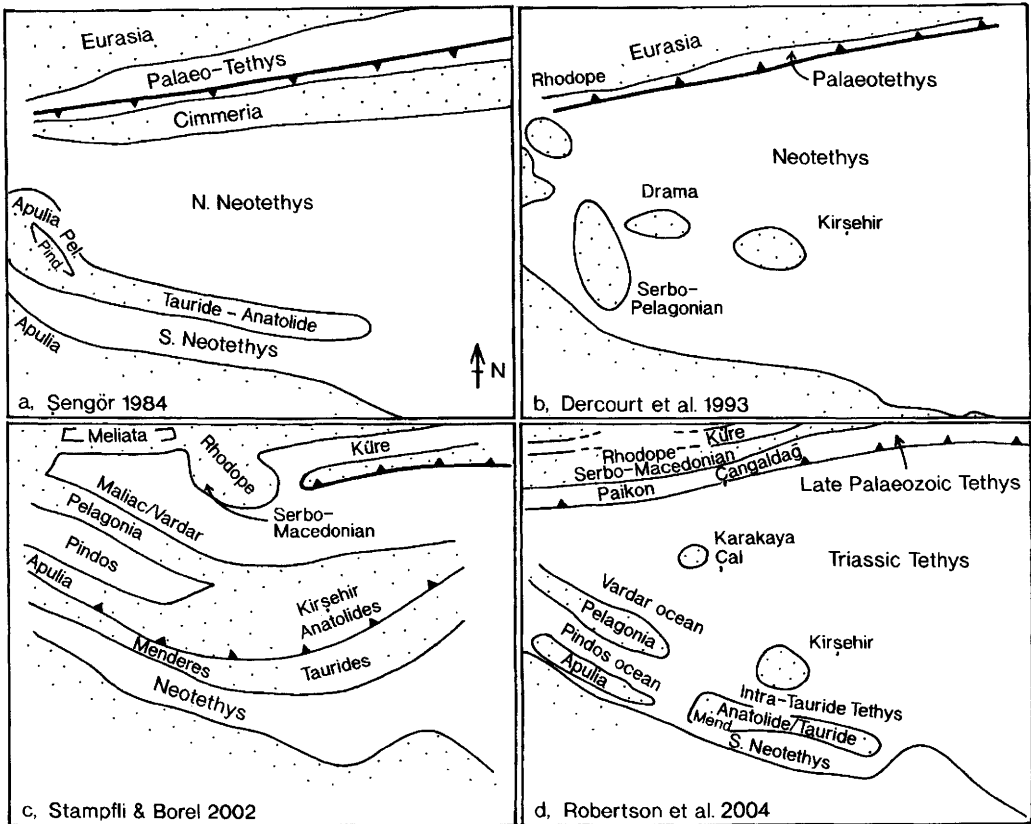 Eurasia
Palaeo-Tethys
Cimmeria
N. Neotethys
Apulia Pel.
Pind.
Tauride - Anatolide
S. Neotethys
Apulia
N
a, Şengör 1984
Eurasia
Rhodope
Palaeotethys
Neotethys
Drama
Kirşehir
Serbo-
Pelagonian
b, Dercourt et al. 1993
Meliata
Rhodope
Küre
Serbo-
Macedonian
Maliac/Vardar
Pelagonia
Pindos
Apulia
Kirşehir
Anatolides
Menderes
Taurides
Neotethys
c, Stampfli & Borel 2002
Küre
Rhodope
Serbo-Macedonian
Çangaldag
Paikon
Late Palaeozoic Tethys
Karakaya
Çal
Triassic Tethys
Vardar ocean
Pelagonia
Pindos ocean
Apulia
Kirşehir
Intra-Tauride Tethys
Anatolide/Tauride
Mend
S. Neotethys
d, Robertson et al. 2004